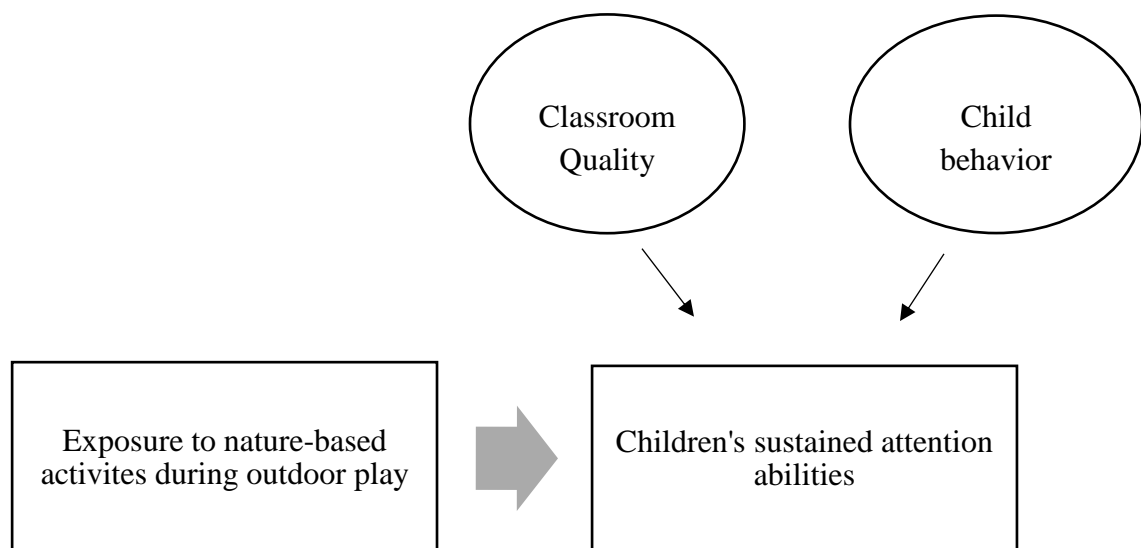 Classroom
Quality
Child
behavior
Exposure to nature-based
activites during outdoor play
Children's sustained attention
abilities